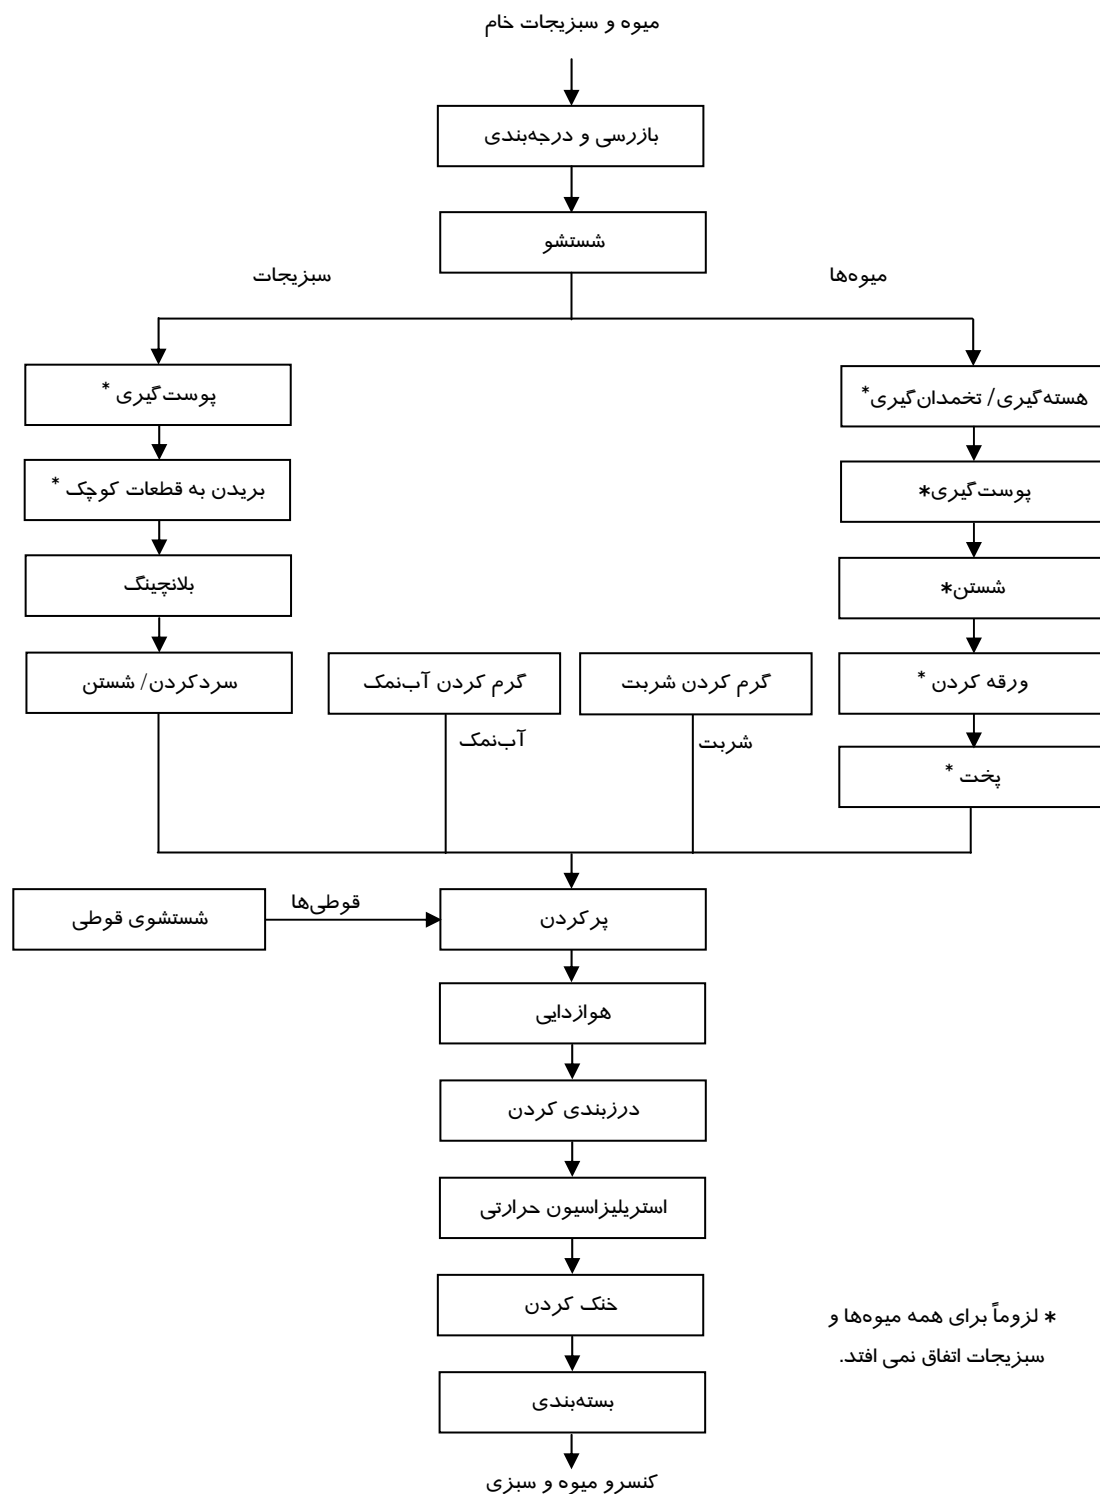 میوه و سبزیجات خام
بازرسی و درجه‌بندی
شستشو
میوه‌ها
سبزیجات
هسته‌گیری/ تخمدان‌گیری*
پوست‌گیری *
پوست‌گیری*
بریدن به قطعات کوچک *
شستن*
بلانچینگ
ورقه کردن *
گرم کردن شربت
گرم کردن آب‌نمک
سردکردن/ شستن
شربت
آب‌نمک
پخت *
قوطی‌ها
پرکردن
شستشوی قوطی
هوازدایی
درزبندی کردن
استریلیزاسیون حرارتی
خنک کردن
* لزوماً برای همه میوه‌ها و
سبزیجات اتفاق نمی افتد.
بسته‌بندی
کنسرو میوه و سبزی